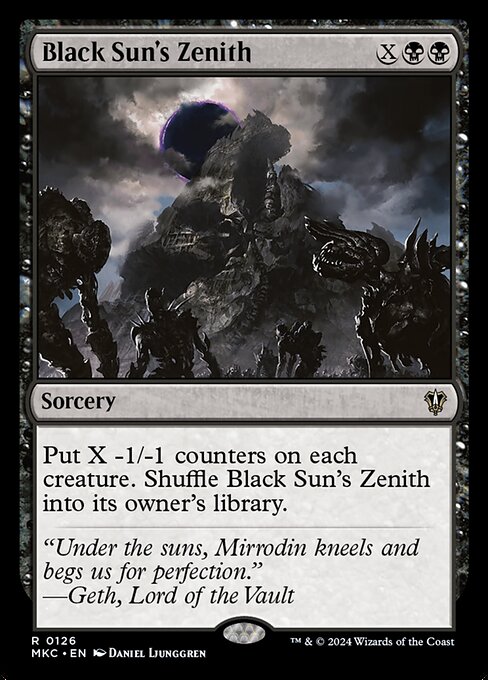 Black Sun's Zenith X
Sorcery
Put X -1/-1 counters on each
creature. Shuffle Black Sun's Zenith
into its owner's library.
“Under the suns, Mirrodin kneels and
begs us for perfection.”
—Geth, Lord of the Vault
R 0126
MKC • EN Daniel Ljunggren
™ & © 2024 Wizards of the Coast